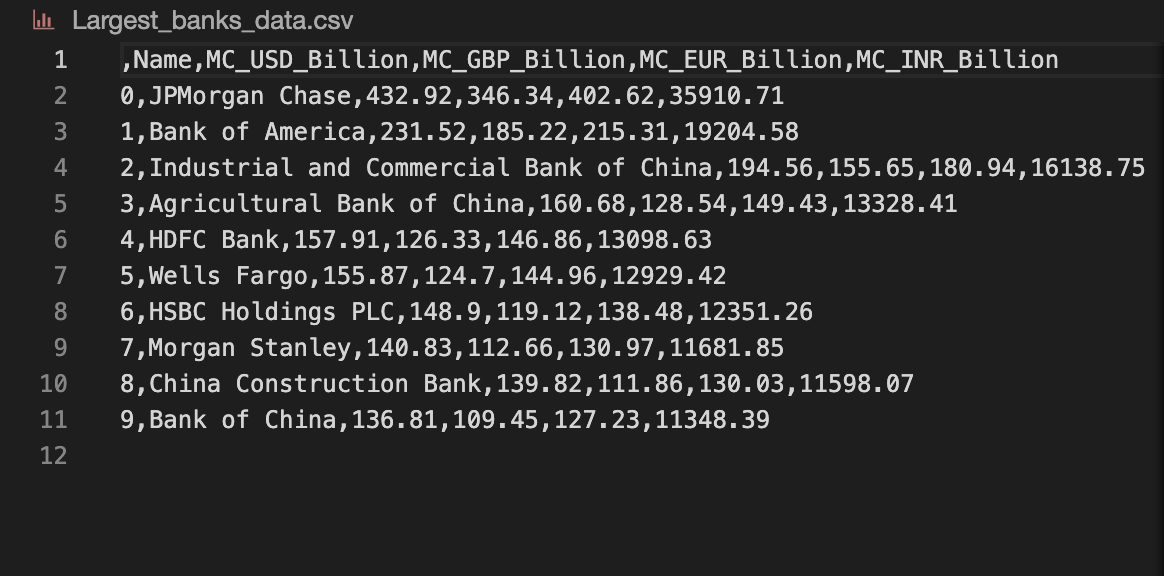 Largest_banks_data.csv
1 ,Name,MC_USD_Billion,MC_GBP_Billion,MC_EUR_Billion,MC_INR_Billion
2 0,JPMorgan Chase,432.92,346.34,402.62,35910.71
3 1,Bank of America,231.52,185.22,215.31,19204.58
4 2,Industrial and Commercial Bank of China,194.56,155.65,180.94,16138.75
5 3,Agricultural Bank of China,160.68,128.54,149.43,13328.41
6 4,HDFC Bank,157.91,126.33,146.86,13098.63
7 5,Wells Fargo,155.87,124.7,144.96,12929.42
8 6,HSBC Holdings PLC,148.9,119.12,138.48,12351.26
9 7,Morgan Stanley,140.83,112.66,130.97,11681.85
10 8,China Construction Bank,139.82,111.86,130.03,11598.07
11 9,Bank of China,136.81,109.45,127.23,11348.39
12